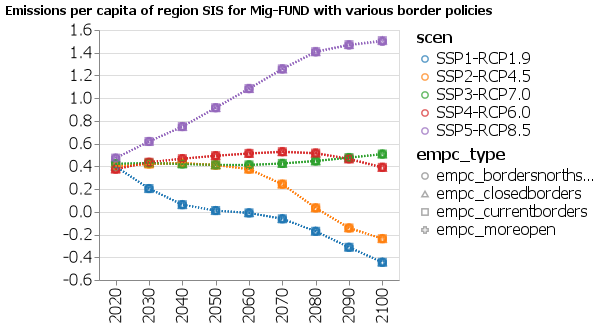 Emissions per capita of region SIS for Mig-FUND with various border policies
1.6
1.4
1.2
1.0
0.8
0.6
0.4
0.2
0.0
-0.2
-0.4
-0.6
2020
2030
2040
2050
2060
2070
2080
2090
2100
scen
SSP1-RCP1.9
SSP2-RCP4.5
SSP3-RCP7.0
SSP4-RCP6.0
SSP5-RCP8.5
empc_type
empc_bordersnorths...
empc_closedborders
empc_currentborders
empc_moreopen